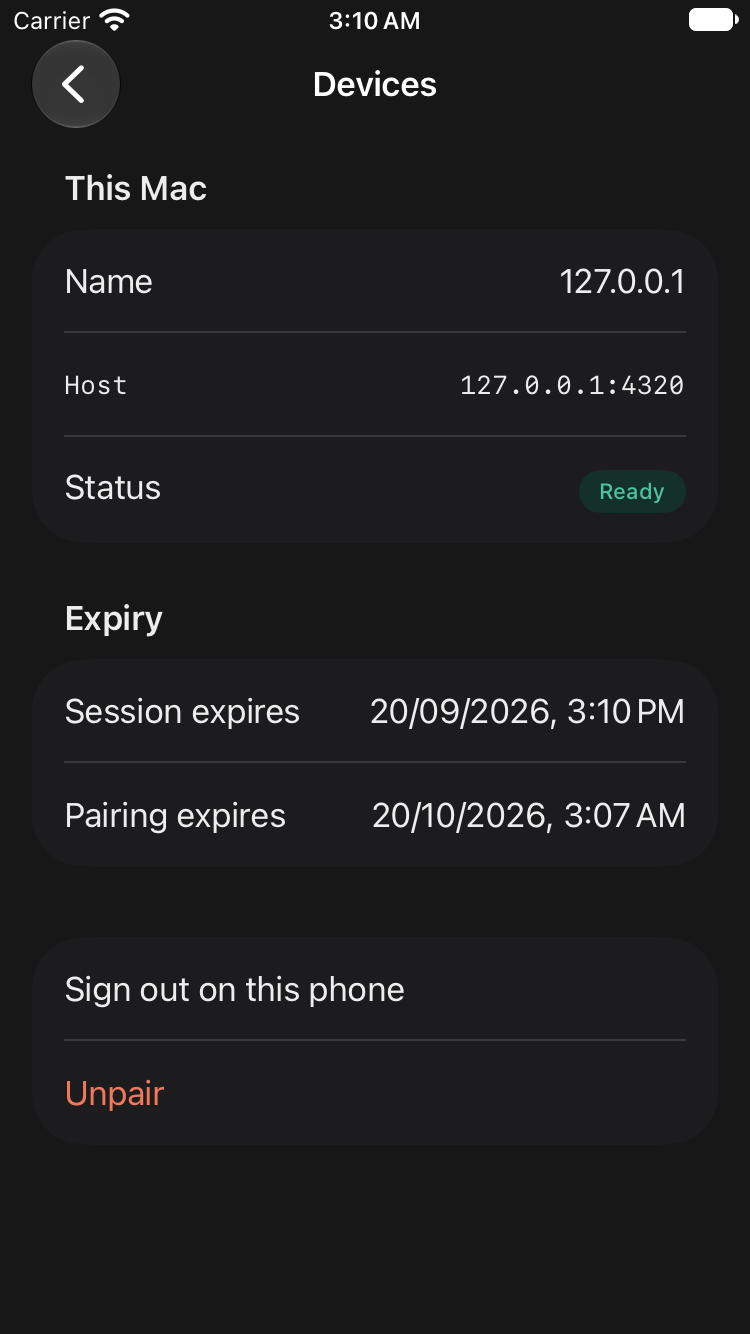 Carrier 3:10 AM
Devices
This Mac
Name 127.0.0.1
Host 127.0.0.1:4320
Status Ready
Expiry
Session expires 20/09/2026, 3:10 PM
Pairing expires 20/10/2026, 3:07 AM
Sign out on this phone
Unpair